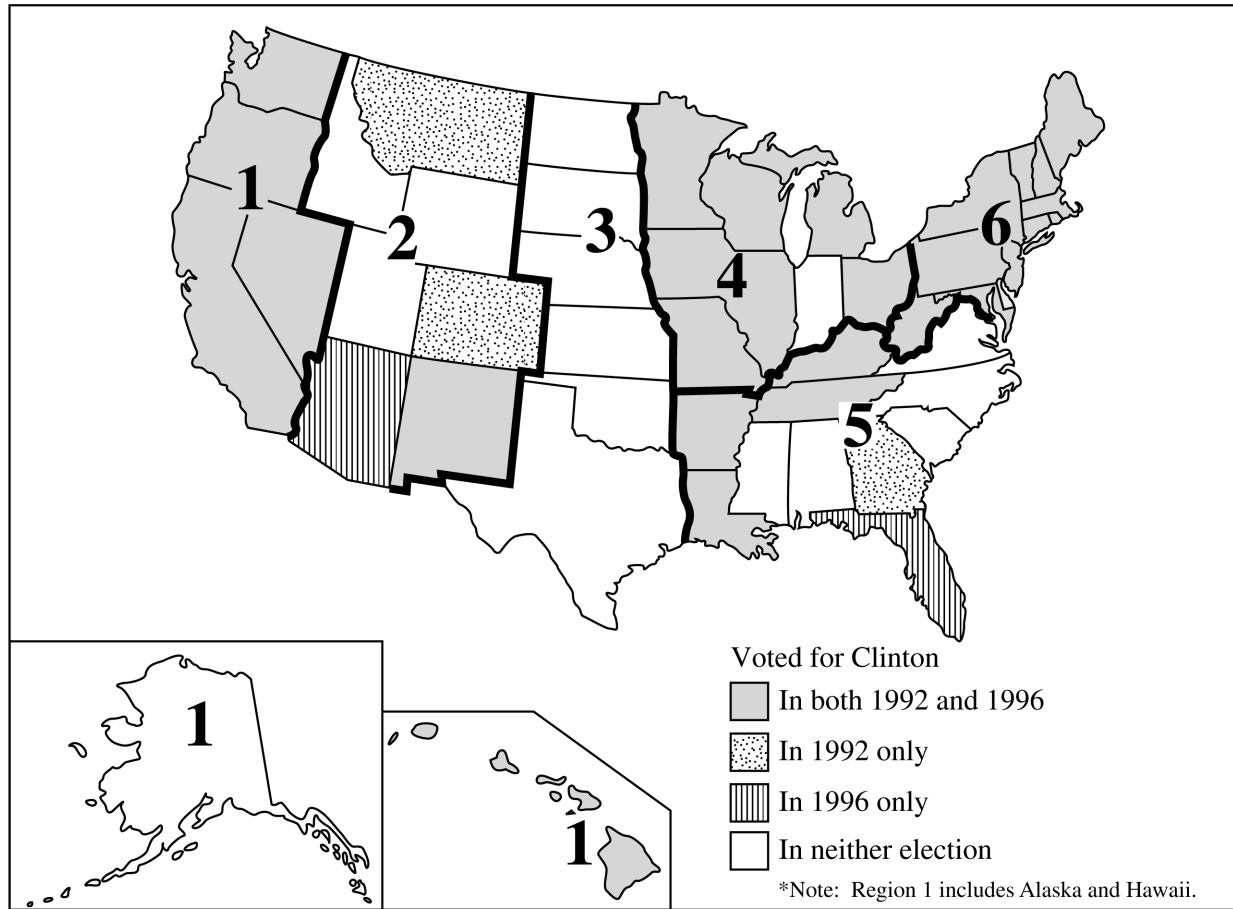 1
2
3
4
5
6
1
1
Voted for Clinton
In both 1992 and 1996
In 1992 only
In 1996 only
In neither election
*Note: Region 1 includes Alaska and Hawaii.